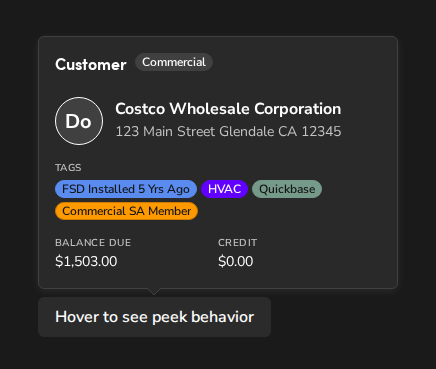 Customer Commercial
Do
Costco Wholesale Corporation
123 Main Street Glendale CA 12345
TAGS
FSD Installed 5 Yrs Ago HVAC Quickbase
Commercial SA Member
BALANCE DUE CREDIT
$1,503.00 $0.00
Hover to see peek behavior